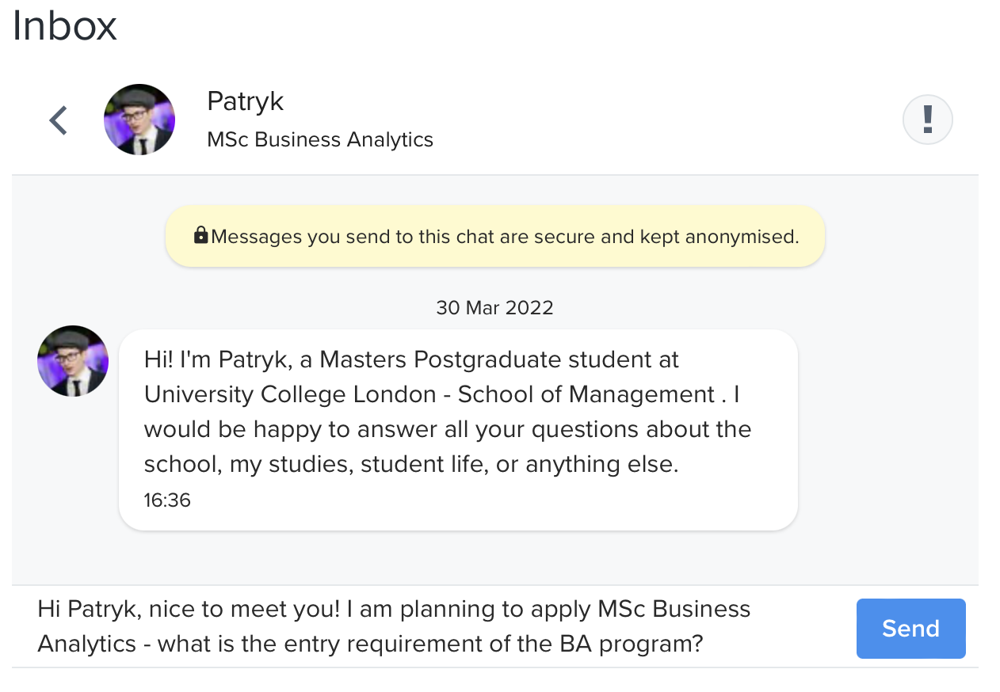 Inbox
Patryk
MSc Business Analytics
Messages you send to this chat are secure and kept anonymised.
30 Mar 2022
Hi! I'm Patryk, a Masters Postgraduate student at
University College London - School of Management . I
would be happy to answer all your questions about the
school, my studies, student life, or anything else.
16:36
Hi Patryk, nice to meet you! I am planning to apply MSc Business
Analytics - what is the entry requirement of the BA program?
Send